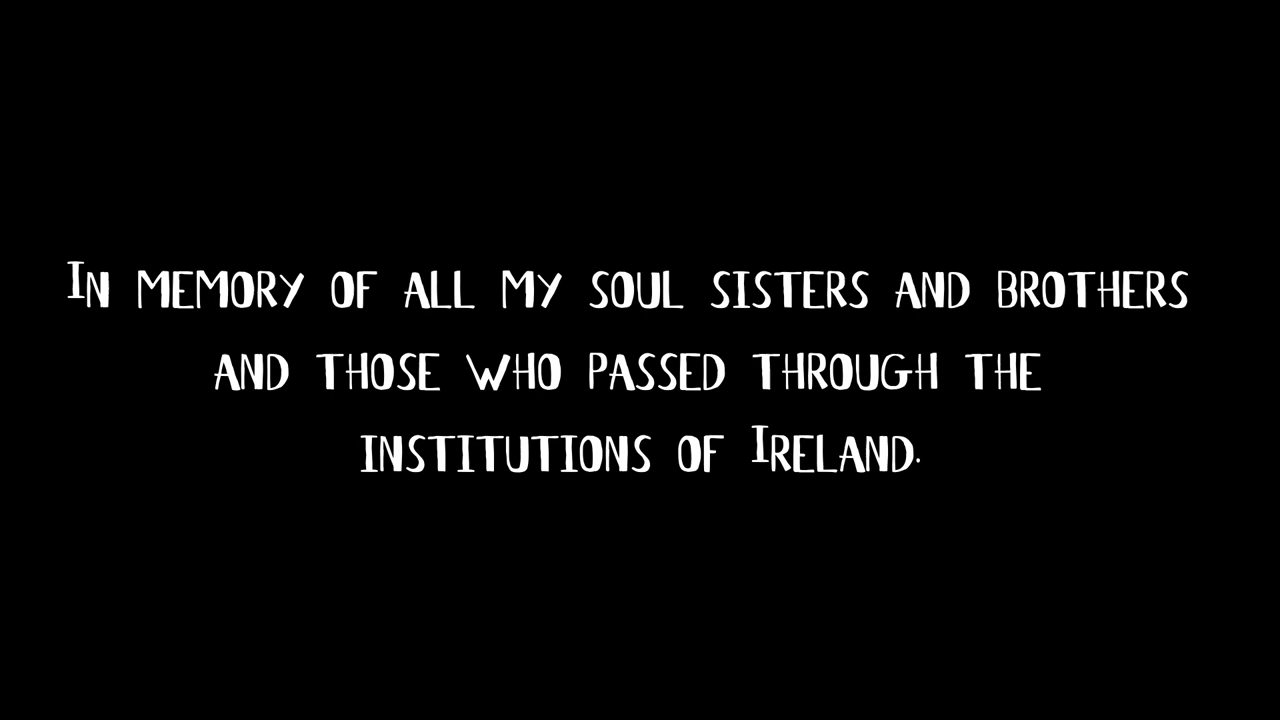 In memory of all my soul sisters and brothers
and those who passed through the
institutions of Ireland.